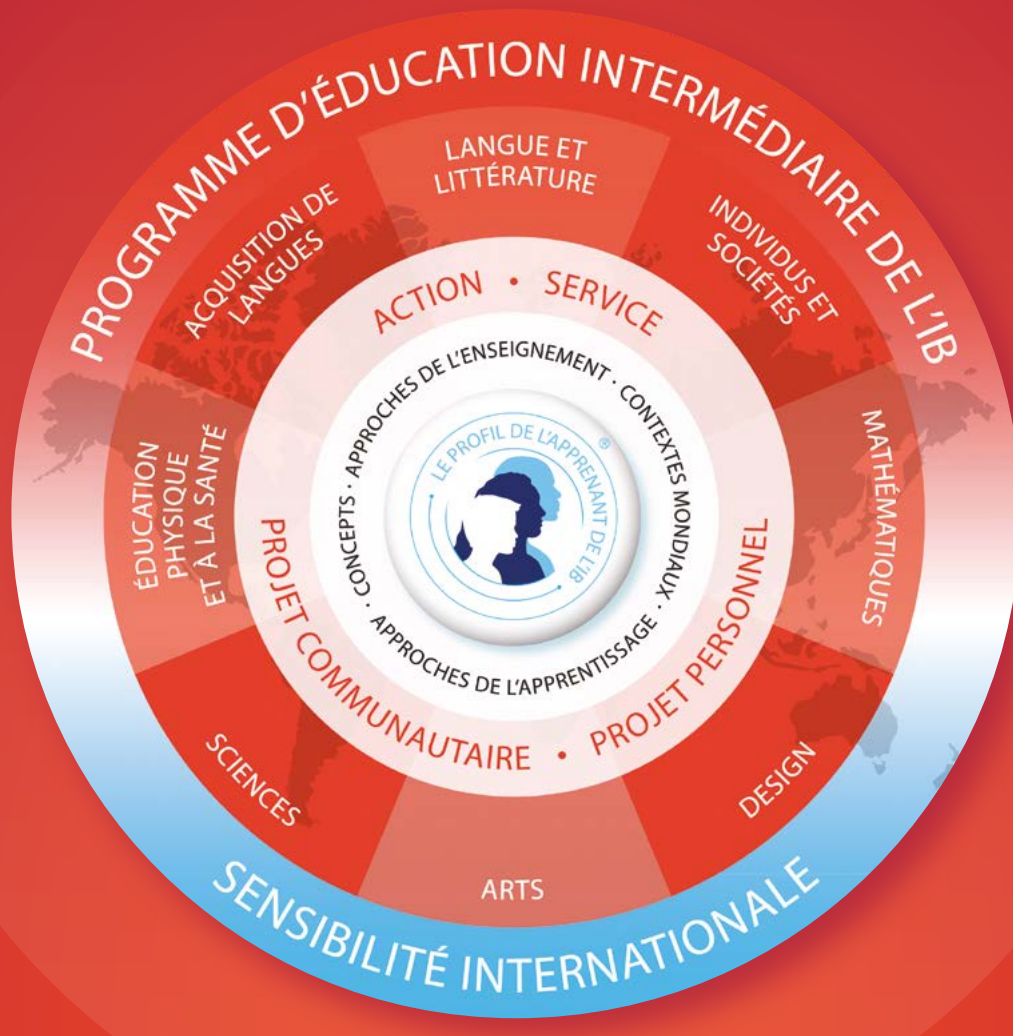 PROGRAMME D'ÉDUCATION INTERMÉDIAIRE DE L'IB
LANGUE ET
LITTÉRATURE
INDIVIDUS ET
SOCIÉTÉS
MATHÉMATIQUES
DESIGN
ARTS
SCIENCES
ÉDUCATION
PHYSIQUE
ET À LA SANTÉ
ACQUISITION DE
LANGUES
ACTION • SERVICE
PROJET COMMUNAUTAIRE • PROJET PERSONNEL
APPROCHES DE L'ENSEIGNEMENT · CONTEXTES MONDIAUX ·
APPROCHES DE L'APPRENTISSAGE · CONCEPTS ·
LE PROFIL DE L'APPRENANT DE L'IB ®
SENSIBILITÉ INTERNATIONALE